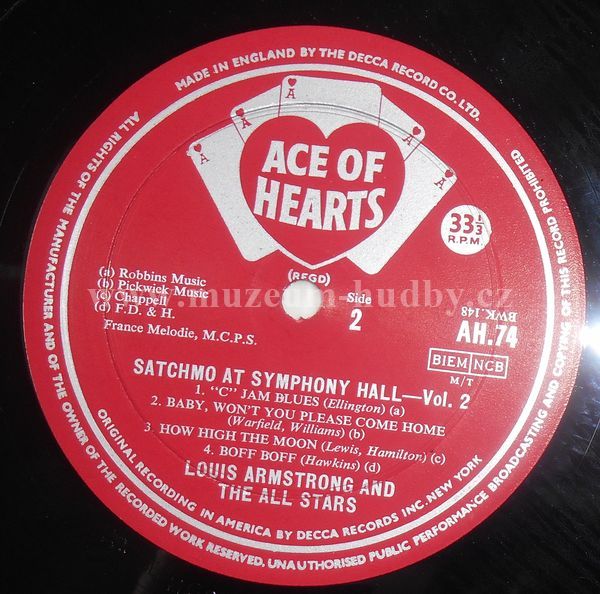 MADE IN ENGLAND BY THE DECCA RECORD CO. LTD.
ALL RIGHTS OF THE MANUFACTURER AND OF THE OWNER OF THE RECORDED WORK RESERVED. UNAUTHORISED PUBLIC PERFORMANCE BROADCASTING AND COPYING OF THIS RECORD PROHIBITED
A
A
A
A
ACE OF
HEARTS
(REGD)
33⅓
R.P.M.
(a) Robbins Music
(b) Pickwick Music
(c) Chappell
(d) F.D. & H.
France Melodie, M.C.P.S.
www.muzeum-hudby.cz
Side
2
BWK.149
AH.74
BIEM NCB
M/T
SATCHMO AT SYMPHONY HALL—Vol. 2
1. "C" JAM BLUES (Ellington) (a)
2. BABY, WON'T YOU PLEASE COME HOME
(Warfield, Williams) (b)
3. HOW HIGH THE MOON (Lewis, Hamilton) (c)
4. BOFF BOFF (Hawkins) (d)
LOUIS ARMSTRONG AND
THE ALL STARS
ORIGINAL RECORDING IN AMERICA BY DECCA RECORDS INC. NEW YORK